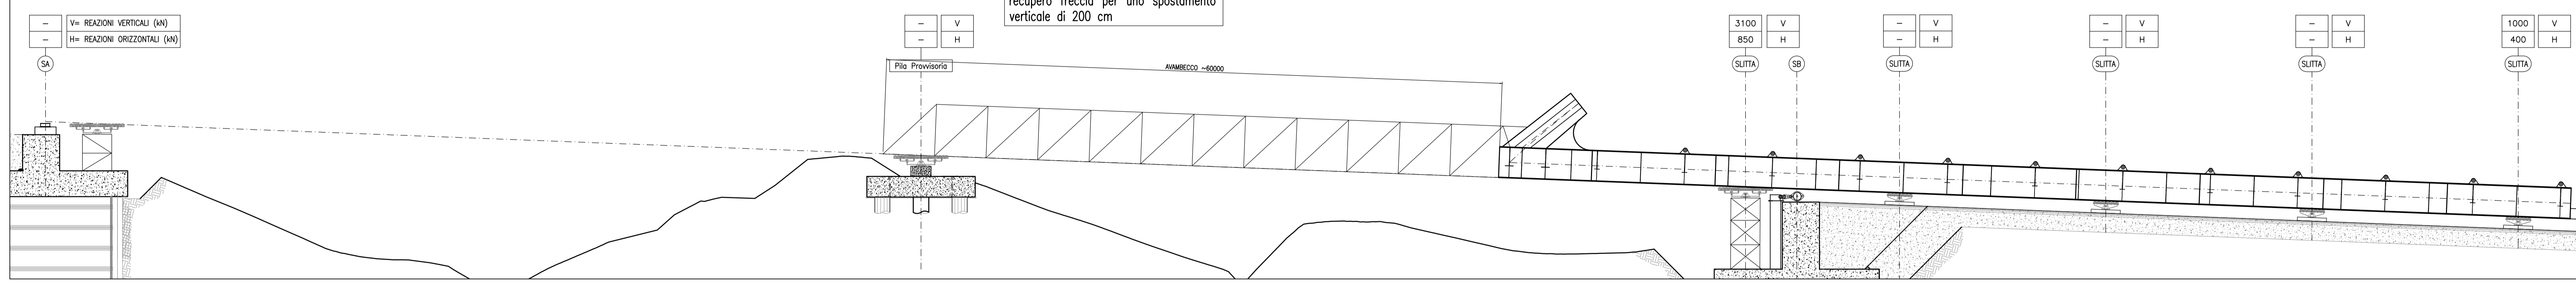 recupero freccia per uno spostamento
verticale di 200 cm
– V= REAZIONI VERTICALI (kN)
– H= REAZIONI ORIZZONTALI (kN)
SA
– V
– H
Pila Provvisoria
AVAMBECCO ~60000
3100 V
850 H
SLITTA
SB
– V
– H
SLITTA
– V
– H
SLITTA
– V
– H
SLITTA
1000 V
400 H
SLITTA